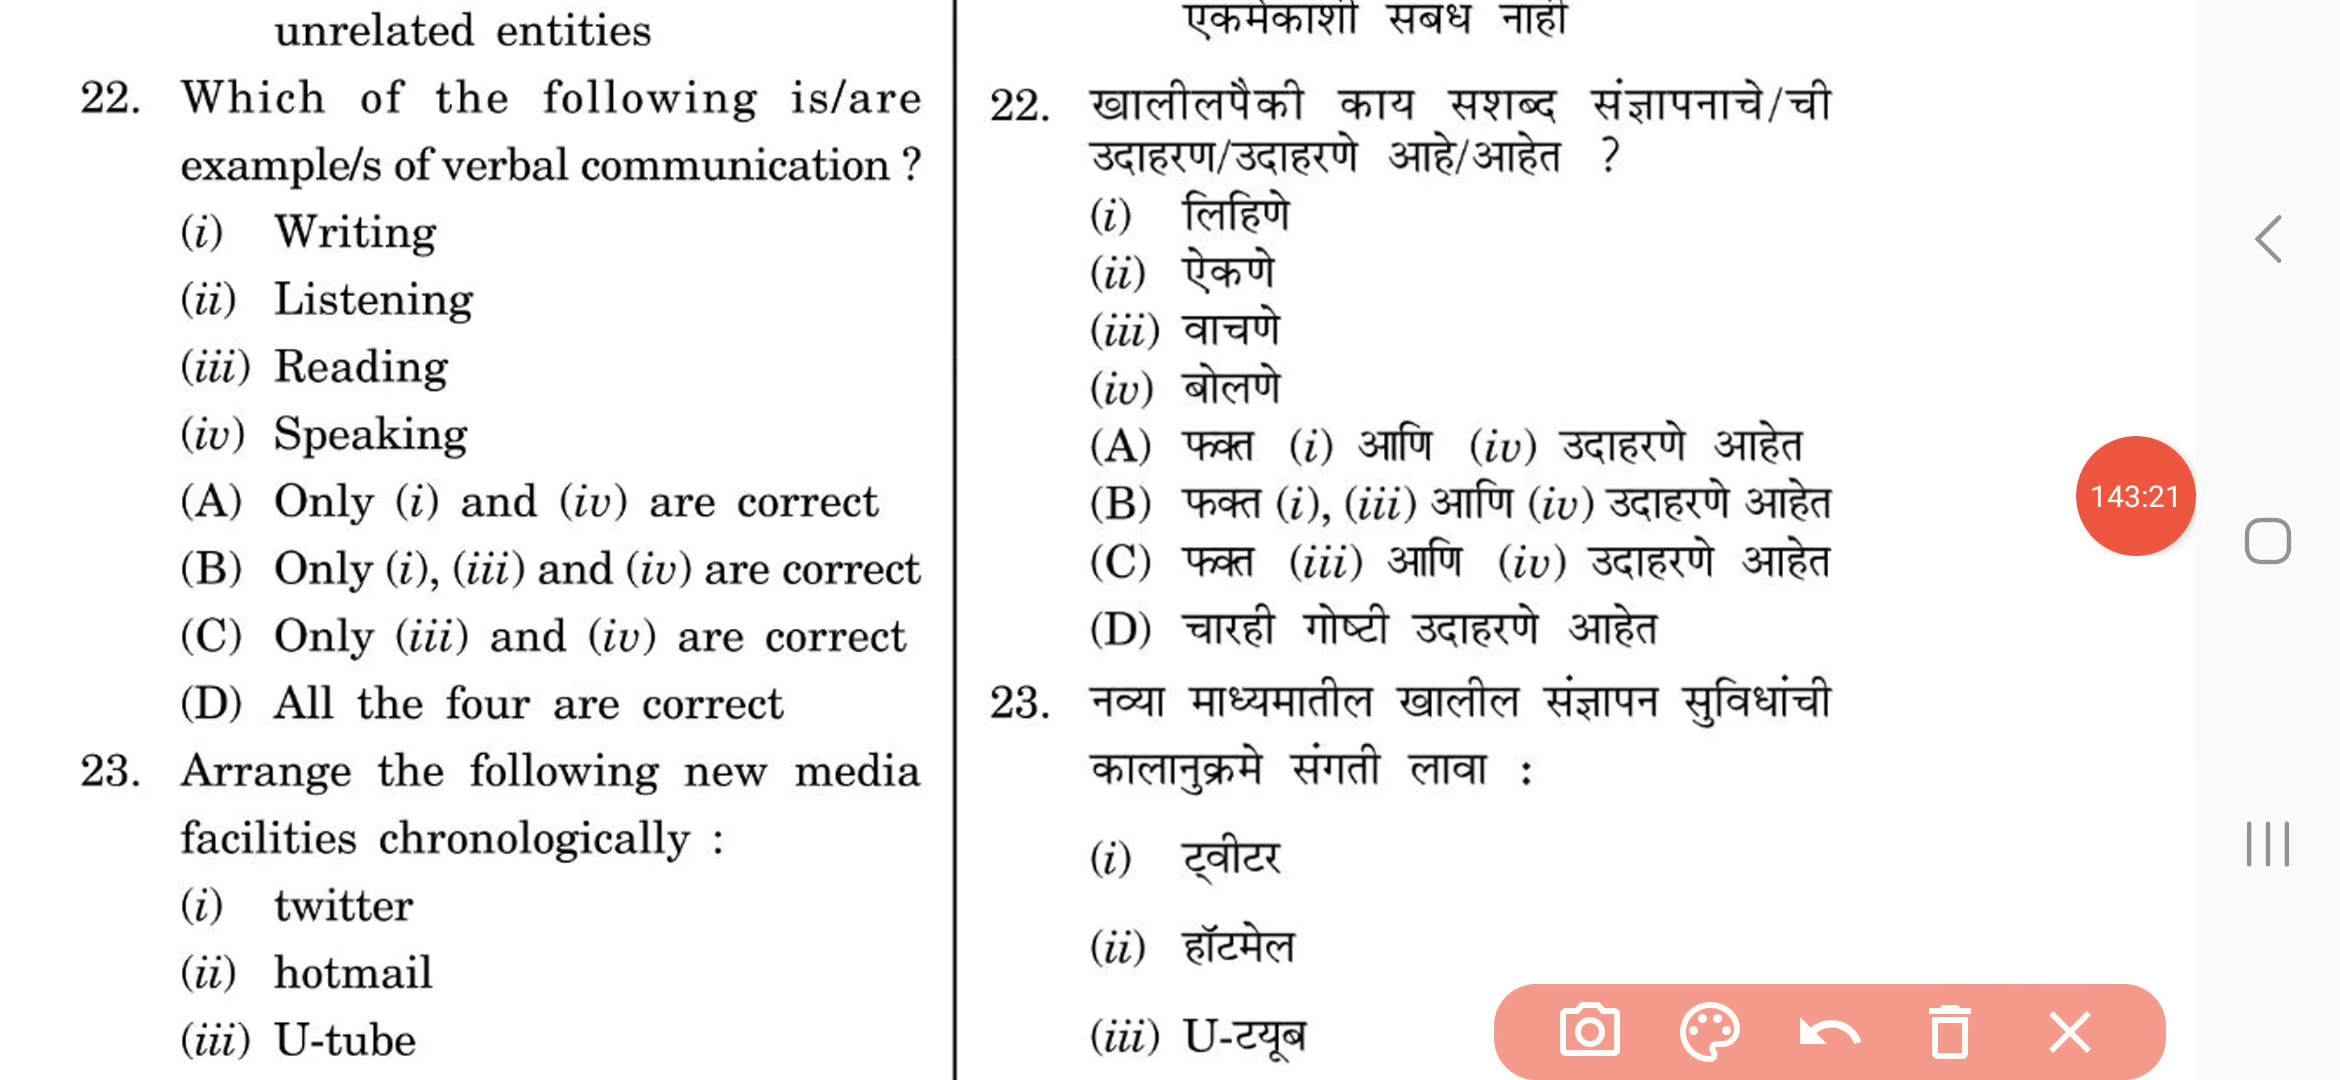 unrelated entities
22. Which of the following is/are
example/s of verbal communication ?
(i) Writing
(ii) Listening
(iii) Reading
(iv) Speaking
(A) Only (i) and (iv) are correct
(B) Only (i), (iii) and (iv) are correct
(C) Only (iii) and (iv) are correct
(D) All the four are correct
23. Arrange the following new media
facilities chronologically :
(i) twitter
(ii) hotmail
(iii) U-tube
एकमेकाशी संबंध नाही
22. खालीलपैकी काय सशब्द संज्ञापनाचे/ची
उदाहरण/उदाहरणे आहे/आहेत ?
(i) लिहिणे
(ii) ऐकणे
(iii) वाचणे
(iv) बोलणे
(A) फक्त (i) आणि (iv) उदाहरणे आहेत
(B) फक्त (i), (iii) आणि (iv) उदाहरणे आहेत
(C) फक्त (iii) आणि (iv) उदाहरणे आहेत
(D) चारही गोष्टी उदाहरणे आहेत
23. नव्या माध्यमातील खालील संज्ञापन सुविधांची
कालानुक्रमे संगती लावा :
(i) ट्वीटर
(ii) हॉटमेल
(iii) U-टयूब
143:21